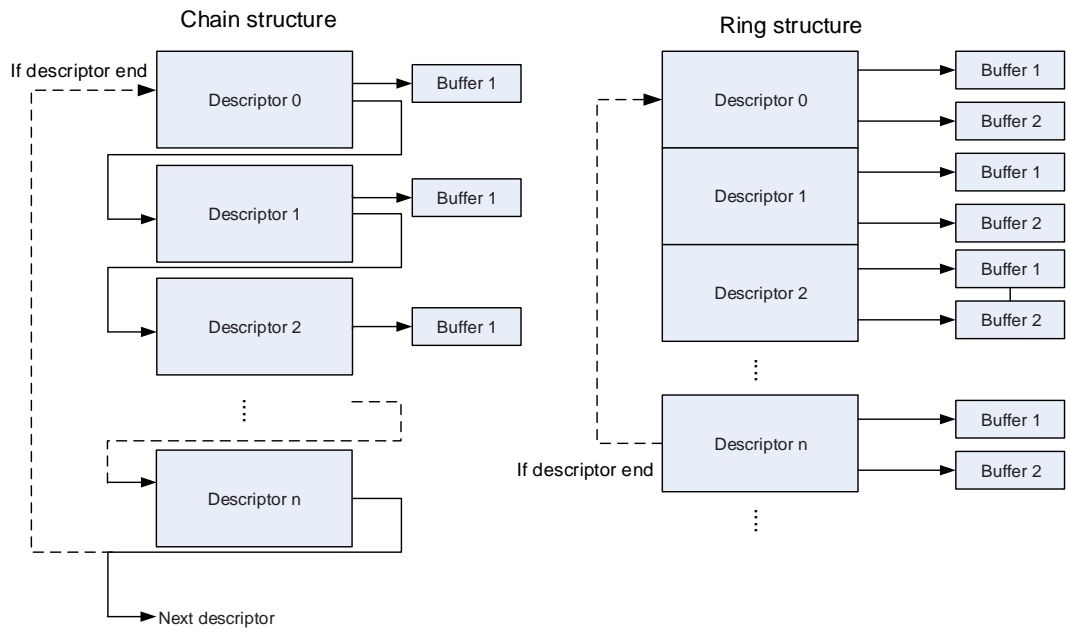 Chain structure
If descriptor end
Descriptor 0
Buffer 1
Descriptor 1
Buffer 1
Descriptor 2
Buffer 1
Descriptor n
Next descriptor
Ring structure
Descriptor 0
Buffer 1
Buffer 2
Descriptor 1
Buffer 1
Buffer 2
Descriptor 2
Buffer 1
Buffer 2
Descriptor n
Buffer 1
Buffer 2
If descriptor end